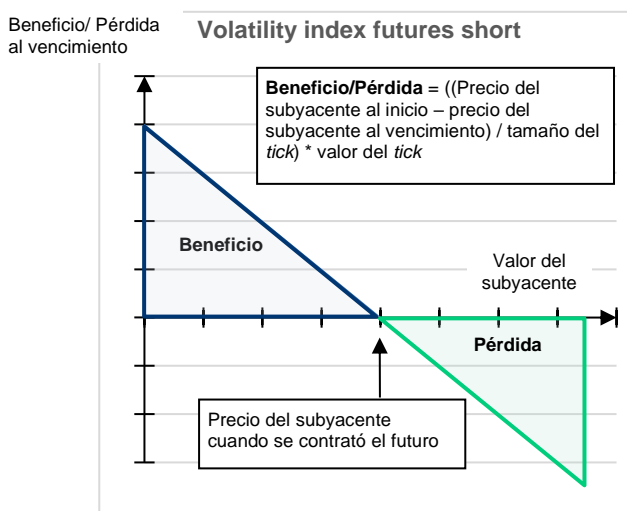 Beneficio/ Pérdida
al vencimiento
Volatility index futures short
Beneficio/Pérdida = ((Precio del
subyacente al inicio – precio del
subyacente al vencimiento) / tamaño del
tick) * valor del tick
Beneficio
Valor del
subyacente
Pérdida
Precio del subyacente
cuando se contrató el futuro